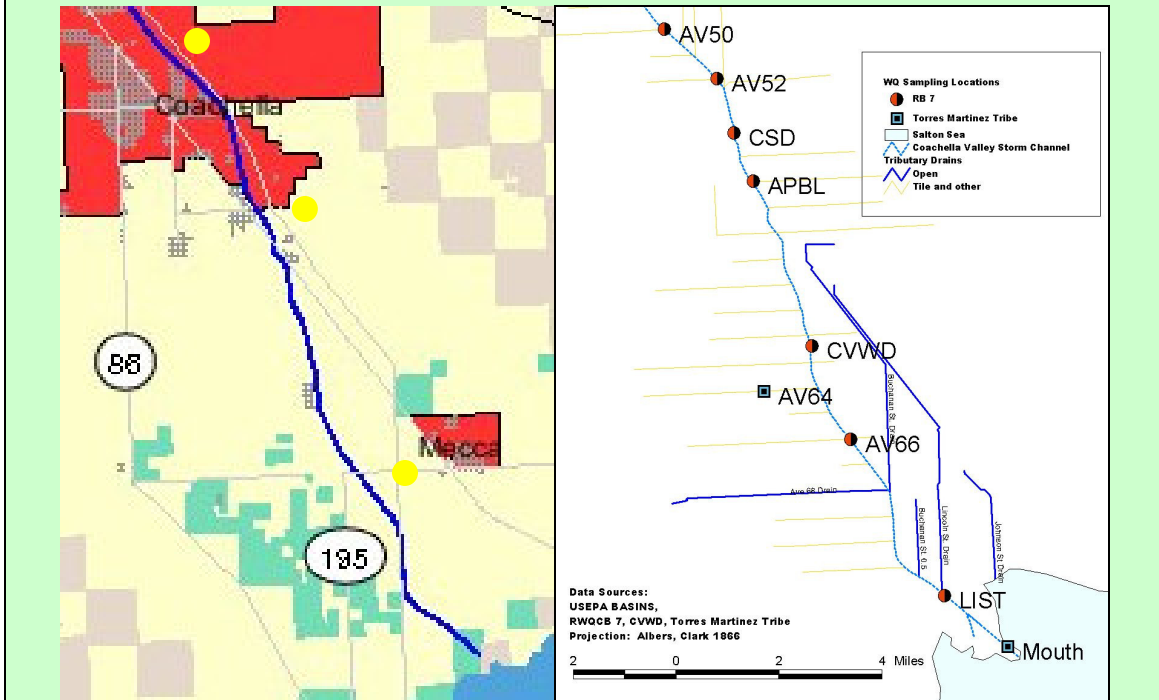 Coachella
86
Mecca
195
AV50
AV52
CSD
APBL
WQ Sampling Locations
RB 7
Torres Martinez Tribe
Salton Sea
Coachella Valley Storm Channel
Tributary Drains
Open
Tile and other
CVWD
Buchanan St. Drain
AV64
AV66
Ave 66 Drain
Buchanan St. 0.5
Lincoln St. Drain
Johnson St. Drain
LIST
Mouth
Data Sources:
USEPA BASINS,
RWQCB 7, CVWD, Torres Martinez Tribe
Projection: Albers, Clark 1866
2 0 2 4 Miles